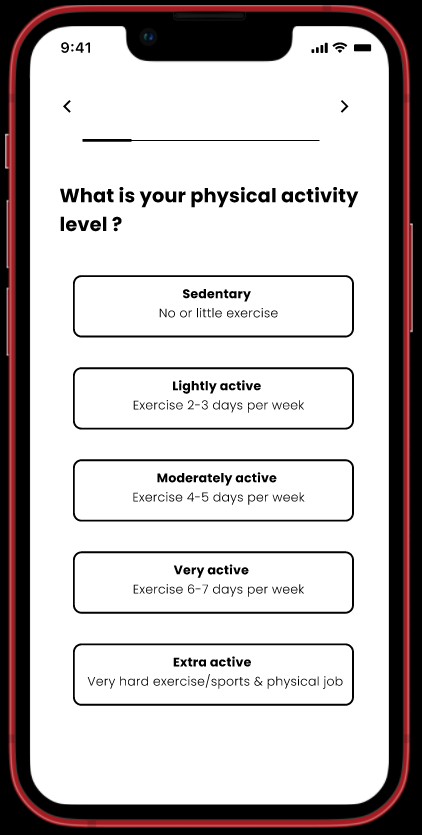 9:41
What is your physical activity
level ?
Sedentary
No or little exercise
Lightly active
Exercise 2-3 days per week
Moderately active
Exercise 4-5 days per week
Very active
Exercise 6-7 days per week
Extra active
Very hard exercise/sports & physical job